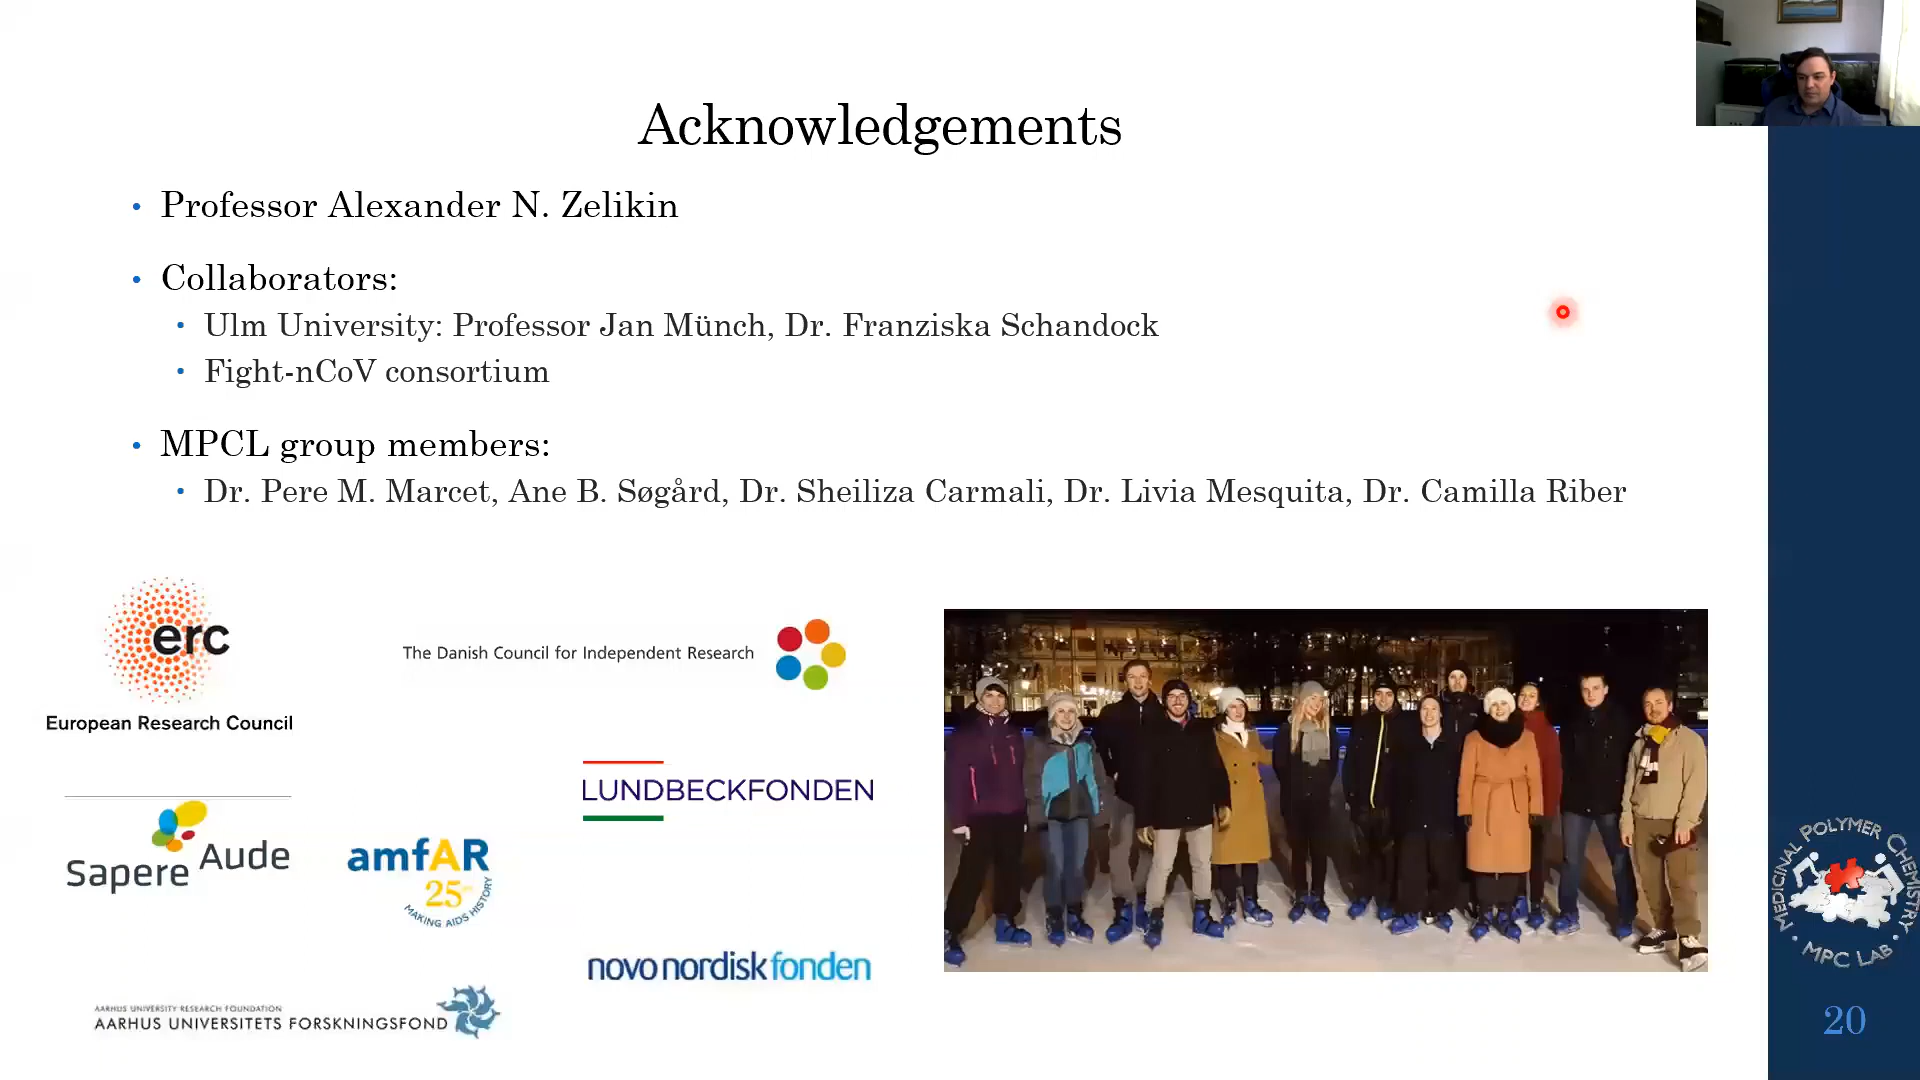 Acknowledgements
• Professor Alexander N. Zelikin
• Collaborators:
• Ulm University: Professor Jan Münch, Dr. Franziska Schandock
• Fight-nCoV consortium
• MPCL group members:
• Dr. Pere M. Marcet, Ane B. Søgård, Dr. Sheiliza Carmali, Dr. Livia Mesquita, Dr. Camilla Riber
erc
European Research Council
The Danish Council for Independent Research
LUNDBECKFONDEN
Sapere Aude
amfAR
25
MAKING AIDS HISTORY
novo nordisk fonden
AARHUS UNIVERSITY RESEARCH FOUNDATION
AARHUS UNIVERSITETS FORSKNINGSFOND
MEDICINAL POLYMER CHEMISTRY
• MPC LAB •
20